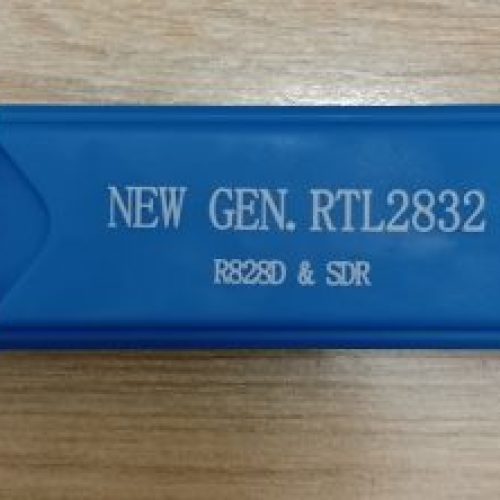 NEW GEN. RTL2832
R828D & SDR